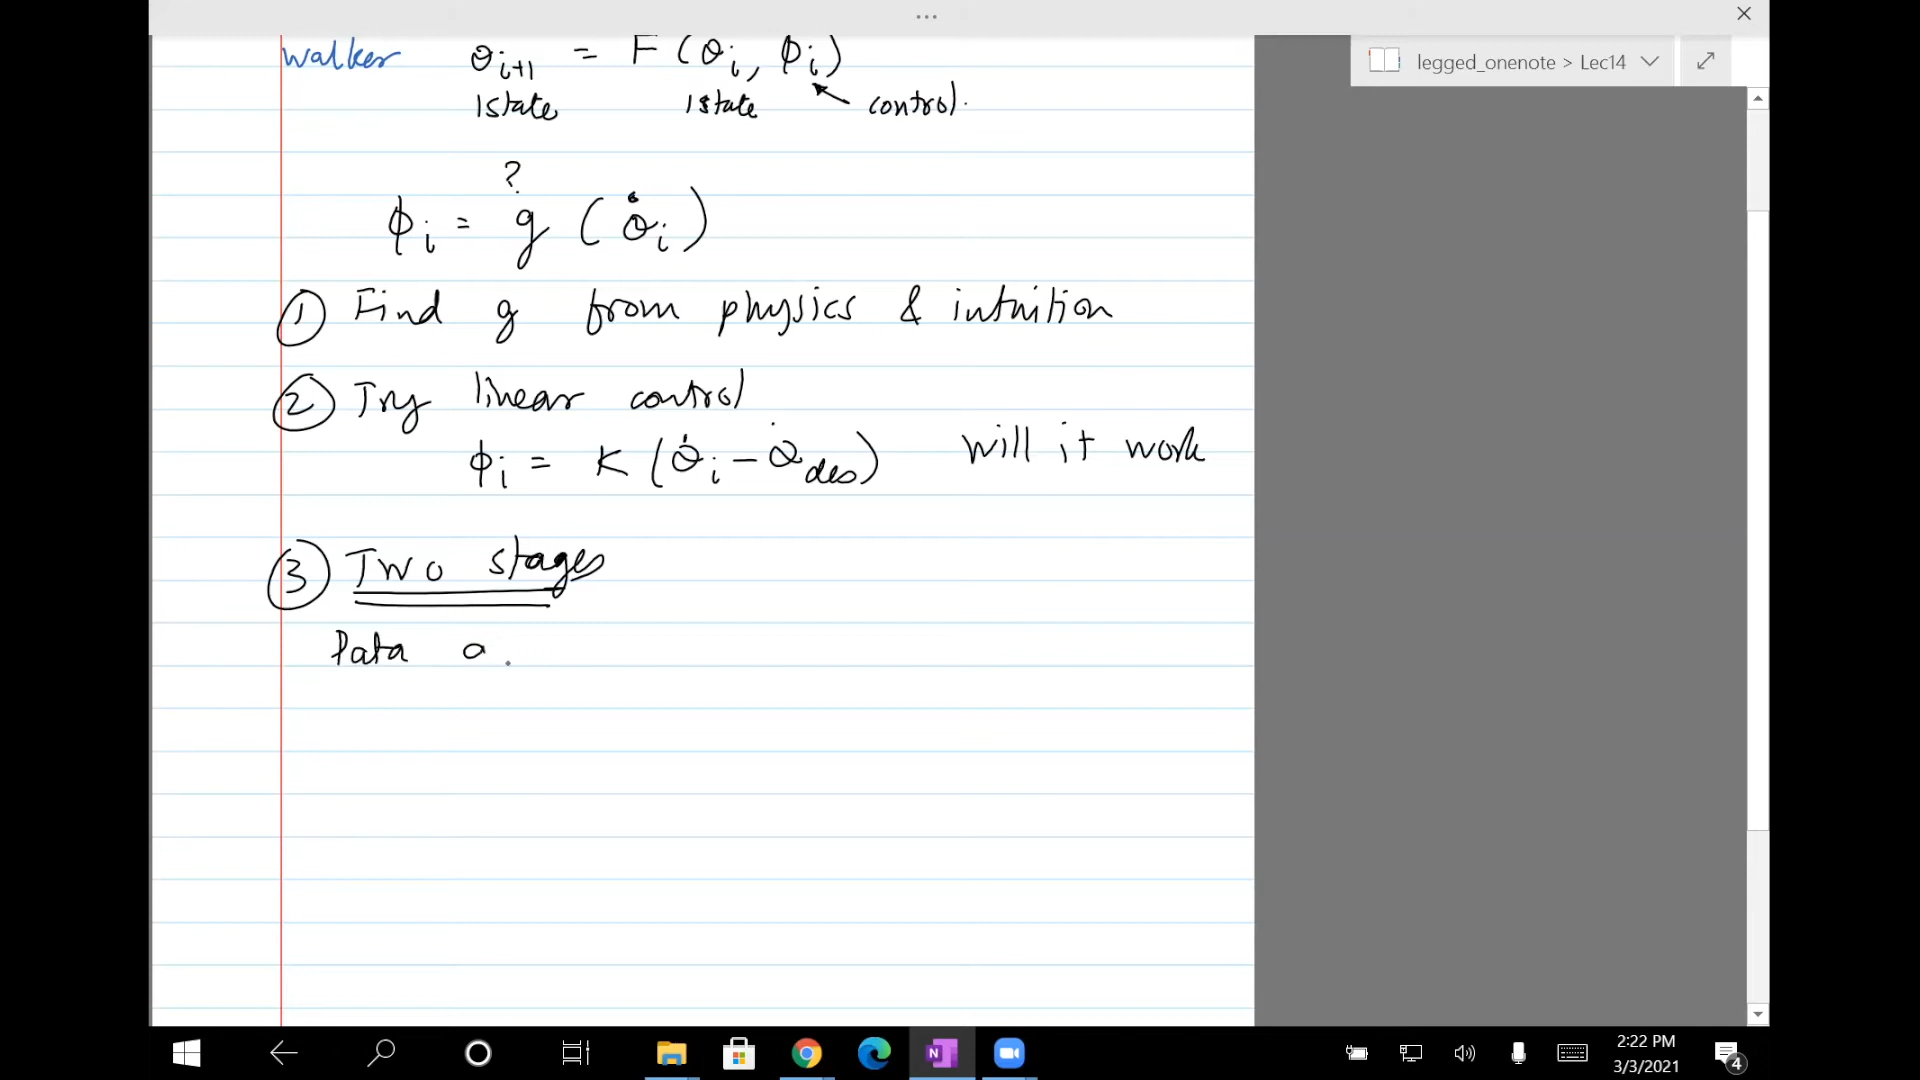 walker θi+1 = F (θi, ϕi)
1state 1state control.
?
ϕi = g (θ̇i)
① Find g from physics & intuition
② Try linear control
ϕi = K (θ̇i - θ̇des) will it work
③ Two stages
Data a.
legged_onenote > Lec14
2:22 PM
3/3/2021
4